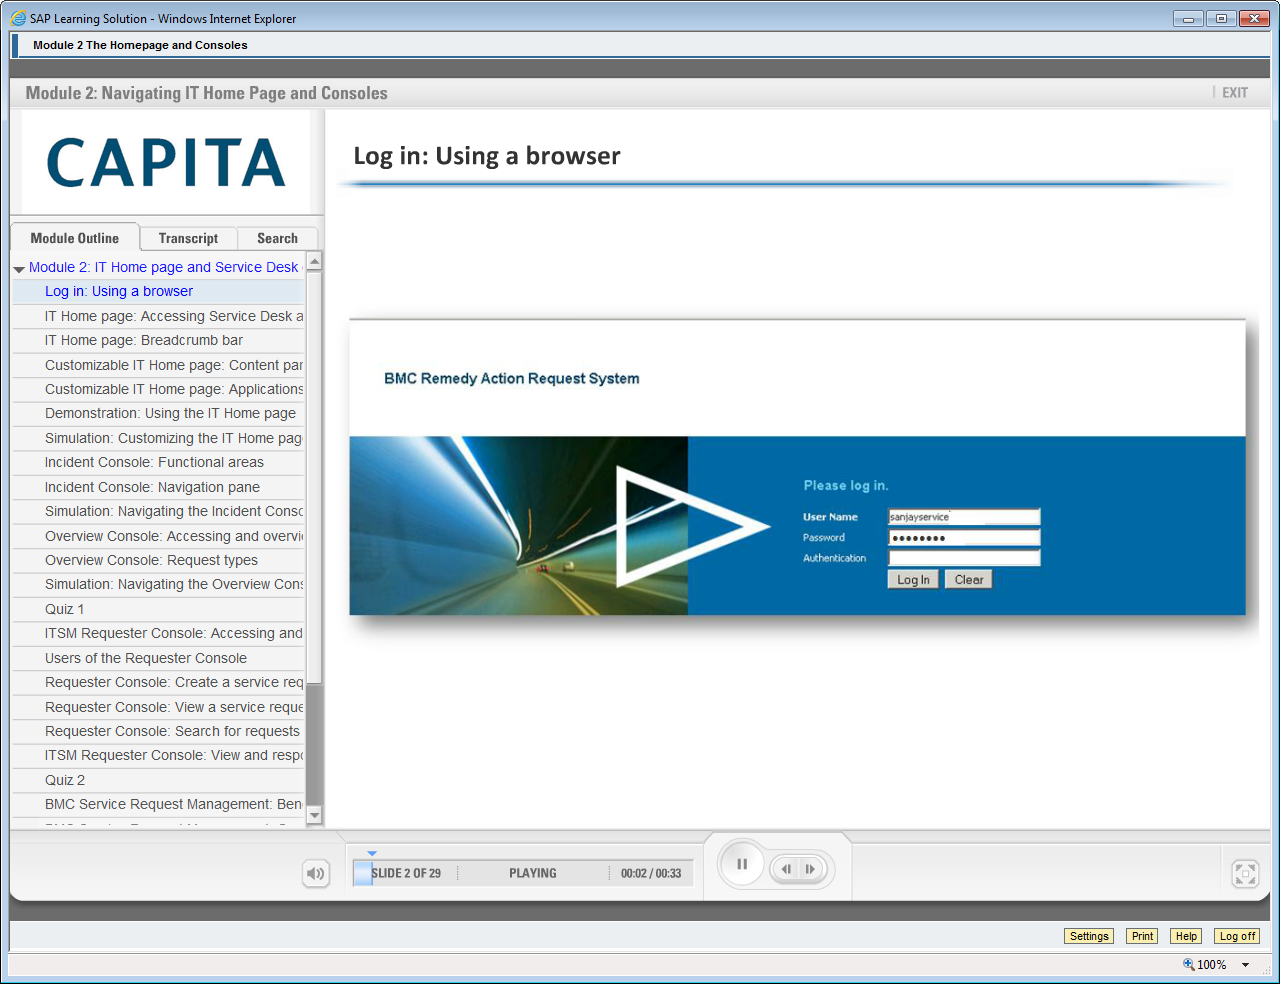 SAP Learning Solution - Windows Internet Explorer
Module 2 The Homepage and Consoles
Module 2: Navigating IT Home Page and Consoles
EXIT
CAPITA
Log in: Using a browser
Module Outline
Transcript
Search
Module 2: IT Home page and Service Desk
Log in: Using a browser
IT Home page: Accessing Service Desk a
IT Home page: Breadcrumb bar
Customizable IT Home page: Content pan
Customizable IT Home page: Applications
Demonstration: Using the IT Home page
Simulation: Customizing the IT Home pag
Incident Console: Functional areas
Incident Console: Navigation pane
Simulation: Navigating the Incident Conso
Overview Console: Accessing and overvi
Overview Console: Request types
Simulation: Navigating the Overview Cons
Quiz 1
ITSM Requester Console: Accessing and
Users of the Requester Console
Requester Console: Create a service req
Requester Console: View a service reque
Requester Console: Search for requests
ITSM Requester Console: View and respo
Quiz 2
BMC Service Request Management: Ben
BMC Remedy Action Request System
Please log in.
User Name
sanjayservice
Password
Authentication
Log In
Clear
SLIDE 2 OF 29
PLAYING
00:02 / 00:33
Settings
Print
Help
Log off
100%